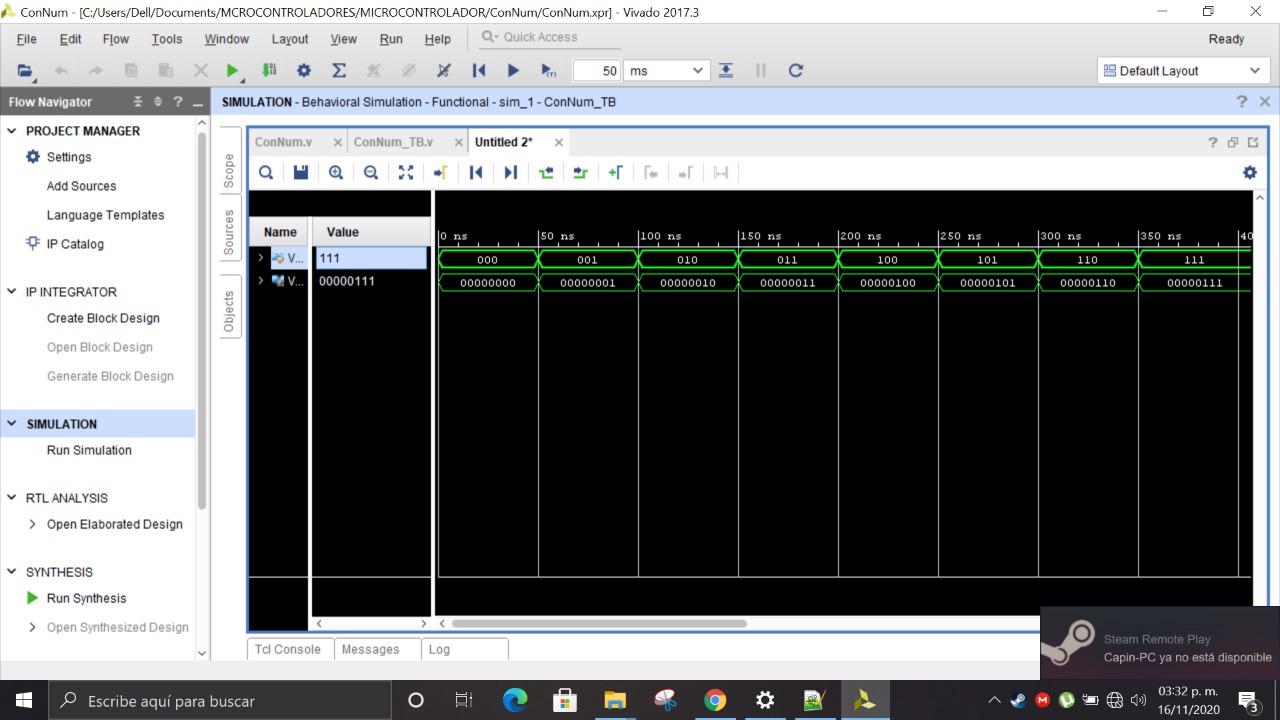 ConNum - [C:/Users/Dell/Documents/MCROCONTROLADORES/MICROCONTROLADOR/ConNum/ConNum.xpr] - Vivado 2017.3
File Edit Flow Tools Window Layout View Run Help Quick Access Ready
50 ms Default Layout
Flow Navigator
SIMULATION - Behavioral Simulation - Functional - sim_1 - ConNum_TB
PROJECT MANAGER
Settings
Add Sources
Language Templates
IP Catalog
IP INTEGRATOR
Create Block Design
Open Block Design
Generate Block Design
SIMULATION
Run Simulation
RTL ANALYSIS
Open Elaborated Design
SYNTHESIS
Run Synthesis
Open Synthesized Design
Scope
Sources
Objects
ConNum.v ConNum_TB.v Untitled 2*
Name Value
0 ns 50 ns 100 ns 150 ns 200 ns 250 ns 300 ns 350 ns 40
V... 111 000 001 010 011 100 101 110 111
V... 00000111 00000000 00000001 00000010 00000011 00000100 00000101 00000110 00000111
Tcl Console Messages Log
Steam Remote Play
Capin-PC ya no está disponible
Escribe aquí para buscar
03:32 p. m.
16/11/2020
3